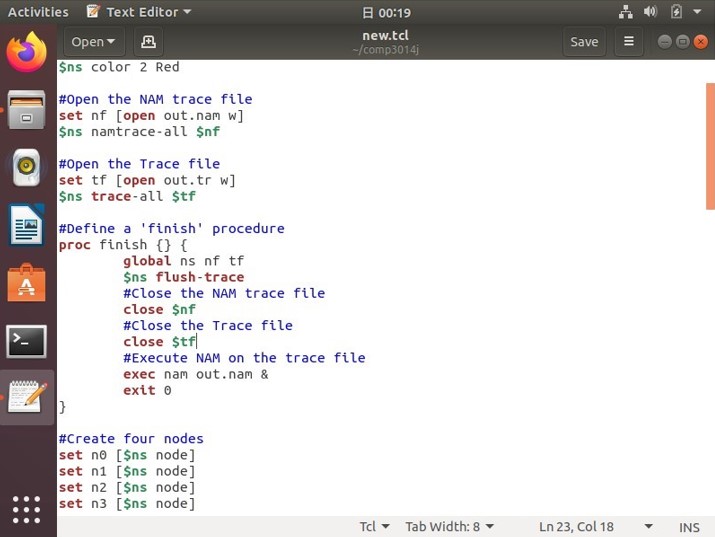 Activities Text Editor 日 00:19
Open new.tcl Save
~/comp3014j
$ns color 2 Red
#Open the NAM trace file
set nf [open out.nam w]
$ns namtrace-all $nf
#Open the Trace file
set tf [open out.tr w]
$ns trace-all $tf
#Define a 'finish' procedure
proc finish {} {
global ns nf tf
$ns flush-trace
#Close the NAM trace file
close $nf
#Close the Trace file
close $tf
#Execute NAM on the trace file
exec nam out.nam &
exit 0
}
#Create four nodes
set n0 [$ns node]
set n1 [$ns node]
set n2 [$ns node]
set n3 [$ns node]
Tcl Tab Width: 8 Ln 23, Col 18 INS